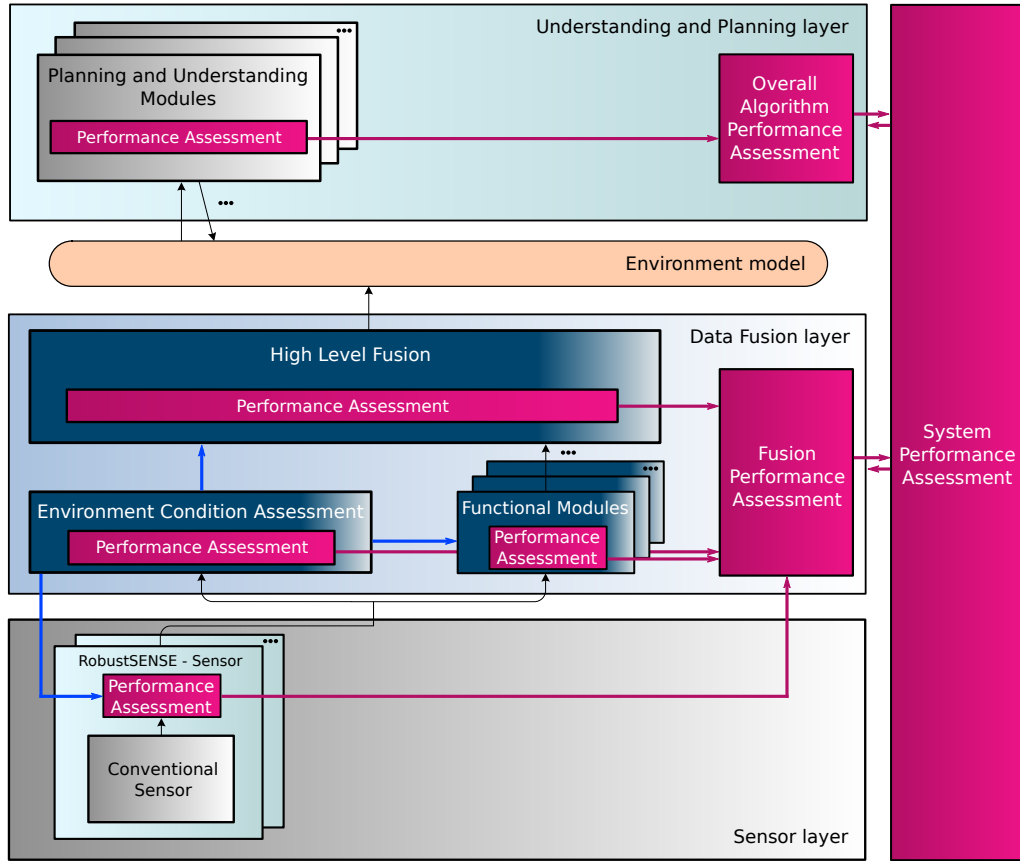 Understanding and Planning layer
•••
Planning and Understanding
Modules
Performance Assessment
Overall
Algorithm
Performance
Assessment
•••
Environment model
Data Fusion layer
High Level Fusion
Performance Assessment
•••
•••
Environment Condition Assessment
Performance Assessment
Functional Modules
Performance
Assessment
Fusion
Performance
Assessment
System
Performance
Assessment
•••
RobustSENSE - Sensor
Performance
Assessment
Conventional
Sensor
Sensor layer